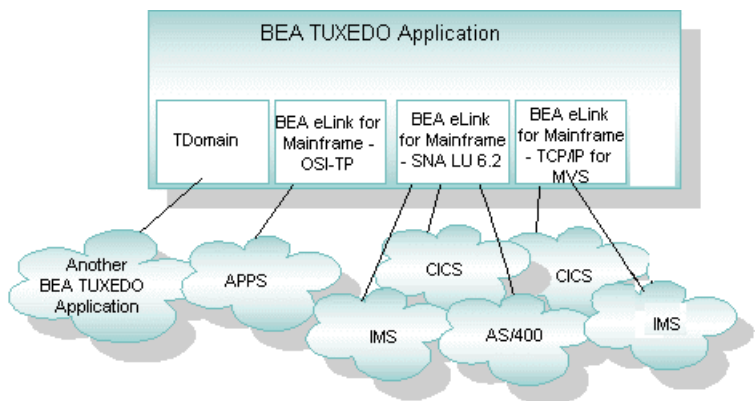 BEA TUXEDO Application
TDomain
BEA eLink for
Mainframe -
OSI-TP
BEA eLink
for Mainframe
- SNA LU 6.2
BEA eLink
for Mainframe
- TCP/IP for
MVS
Another
BEA TUXEDO
Application
APPS
CICS
CICS
IMS
AS/400
IMS